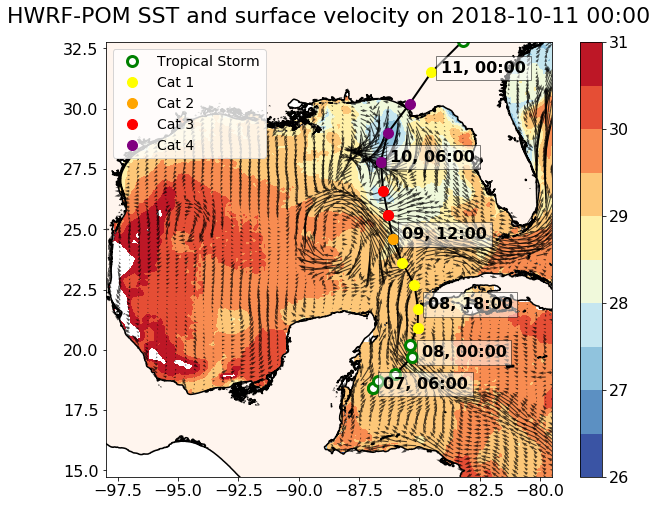 HWRF-POM SST and surface velocity on 2018-10-11 00:00
Tropical Storm
Cat 1
Cat 2
Cat 3
Cat 4
11, 00:00
10, 06:00
09, 12:00
08, 18:00
08, 00:00
07, 06:00
32.5
30.0
27.5
25.0
22.5
20.0
17.5
15.0
−97.5 −95.0 −92.5 −90.0 −87.5 −85.0 −82.5 −80.0
31
30
29
28
27
26